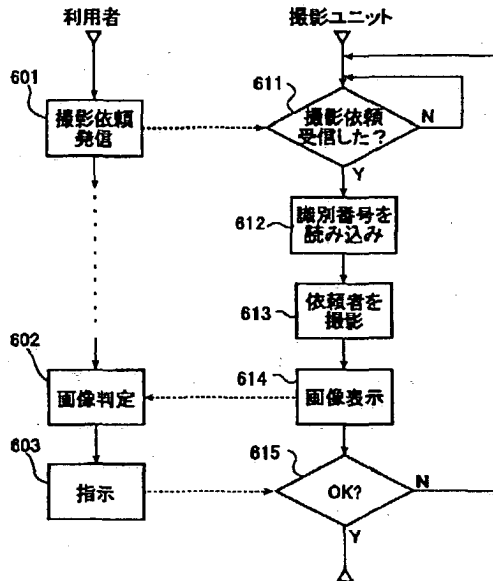 利用者
撮影ユニット
601
撮影依頼
発信
611
撮影依頼
受信した？
N
Y
612
識別番号を
読み込み
613
依頼者を
撮影
602
画像判定
614
画像表示
603
指示
615
OK?
N
Y